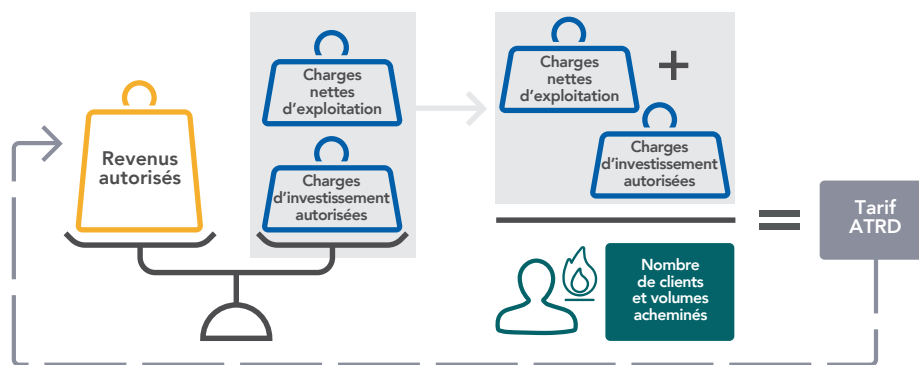 Revenus
autorisés
Charges
nettes
d'exploitation
Charges
d'investissement
autorisées
Charges
nettes
d'exploitation
+
Charges
d'investissement
autorisées
Nombre
de clients
et volumes
acheminés
=
Tarif
ATRD